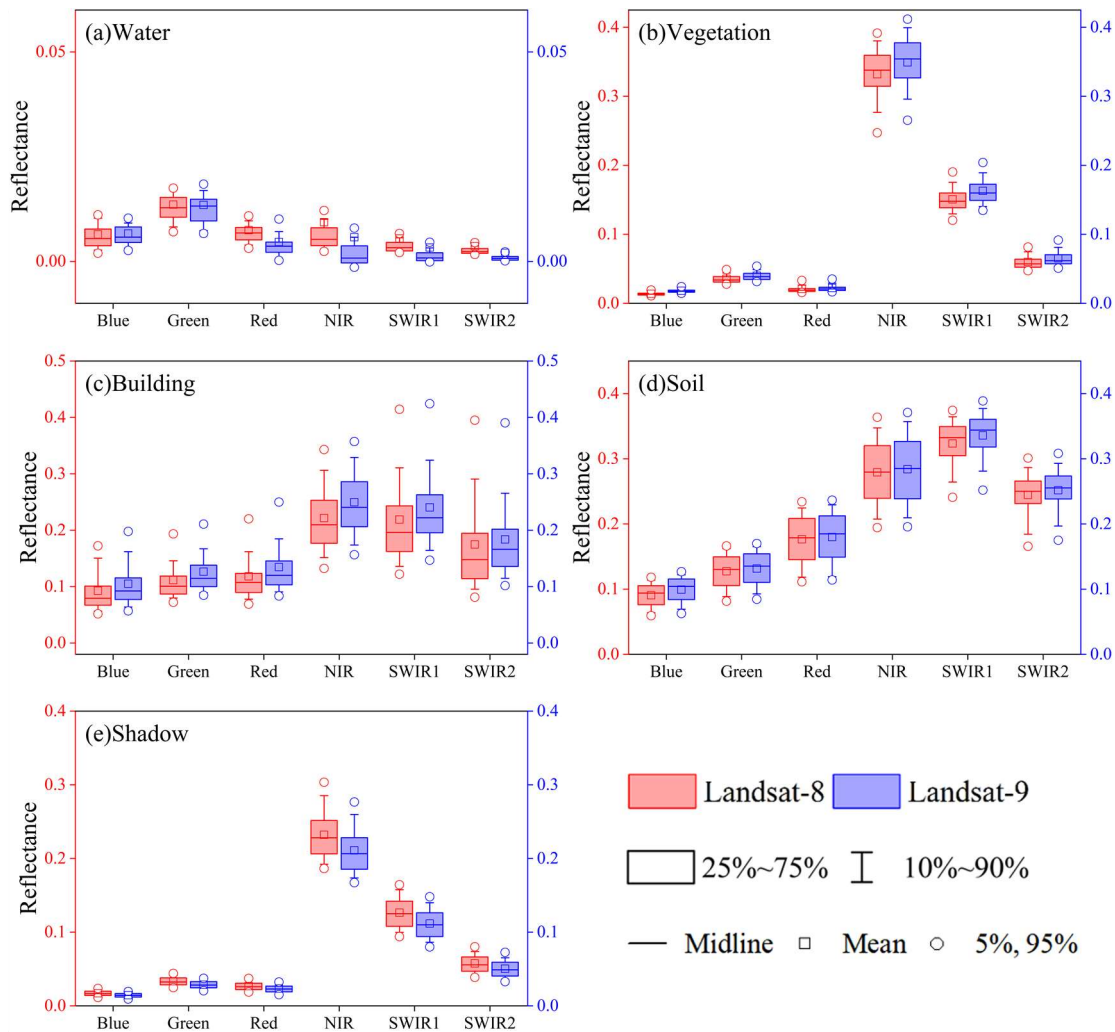 (a)Water
Reflectance
0.05
0.00
0.05
0.00
Blue Green Red NIR SWIR1 SWIR2
(b)Vegetation
Reflectance
0.4
0.3
0.2
0.1
0.0
0.4
0.3
0.2
0.1
0.0
Blue Green Red NIR SWIR1 SWIR2
(c)Building
Reflectance
0.5
0.4
0.3
0.2
0.1
0.0
0.5
0.4
0.3
0.2
0.1
0.0
Blue Green Red NIR SWIR1 SWIR2
(d)Soil
Reflectance
0.4
0.3
0.2
0.1
0.0
0.4
0.3
0.2
0.1
0.0
Blue Green Red NIR SWIR1 SWIR2
(e)Shadow
Reflectance
0.4
0.3
0.2
0.1
0.0
0.4
0.3
0.2
0.1
0.0
Blue Green Red NIR SWIR1 SWIR2
Landsat-8 Landsat-9
25%~75% 10%~90%
Midline Mean 5%, 95%